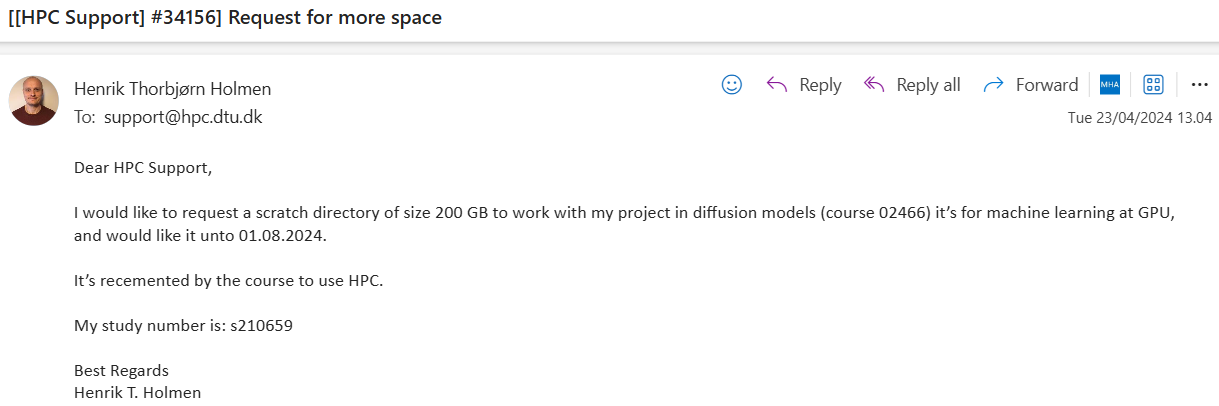 [[HPC Support] #34156] Request for more space
Henrik Thorbjørn Holmen
Reply
Reply all
Forward
MHA
To: support@hpc.dtu.dk
Tue 23/04/2024 13.04
Dear HPC Support,
I would like to request a scratch directory of size 200 GB to work with my project in diffusion models (course 02466) it’s for machine learning at GPU,
and would like it unto 01.08.2024.
It’s recemented by the course to use HPC.
My study number is: s210659
Best Regards
Henrik T. Holmen